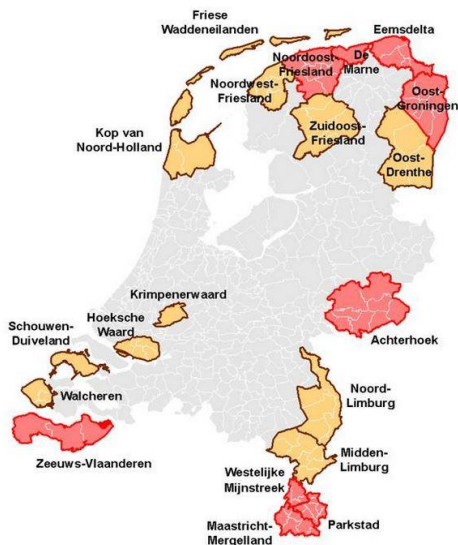 Friese
Waddeneilanden
Eemsdelta
Noordoost-
Friesland
De
Marne
Noordwest-
Friesland
Oost-
Groningen
Kop van
Noord-Holland
Zuidoost-
Friesland
Oost-
Drenthe
Krimpenerwaard
Hoeksche
Waard
Schouwen-
Duiveland
Achterhoek
Walcheren
Noord-
Limburg
Zeeuws-Vlaanderen
Midden-
Limburg
Westelijke
Mijnstreek
Maastricht-
Mergelland
Parkstad